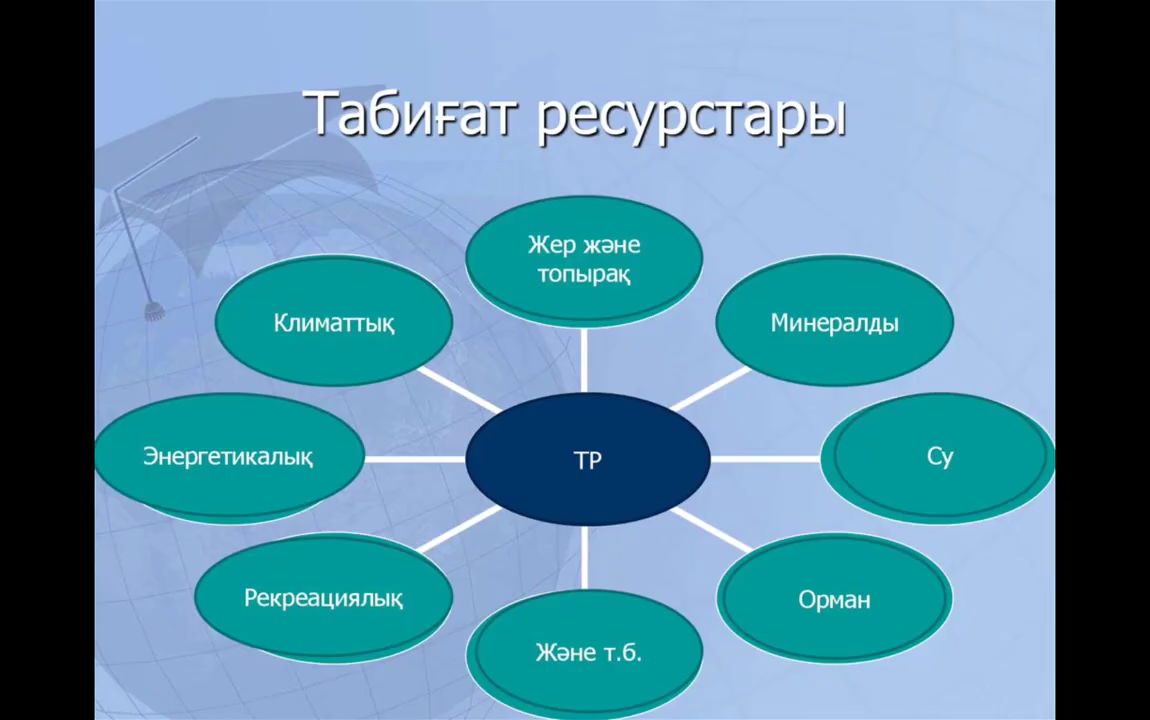 Табиғат ресурстары
Жер және
топырақ
Климаттық
Минералды
Энергетикалық
ТР
Су
Рекреациялық
Орман
Және т.б.